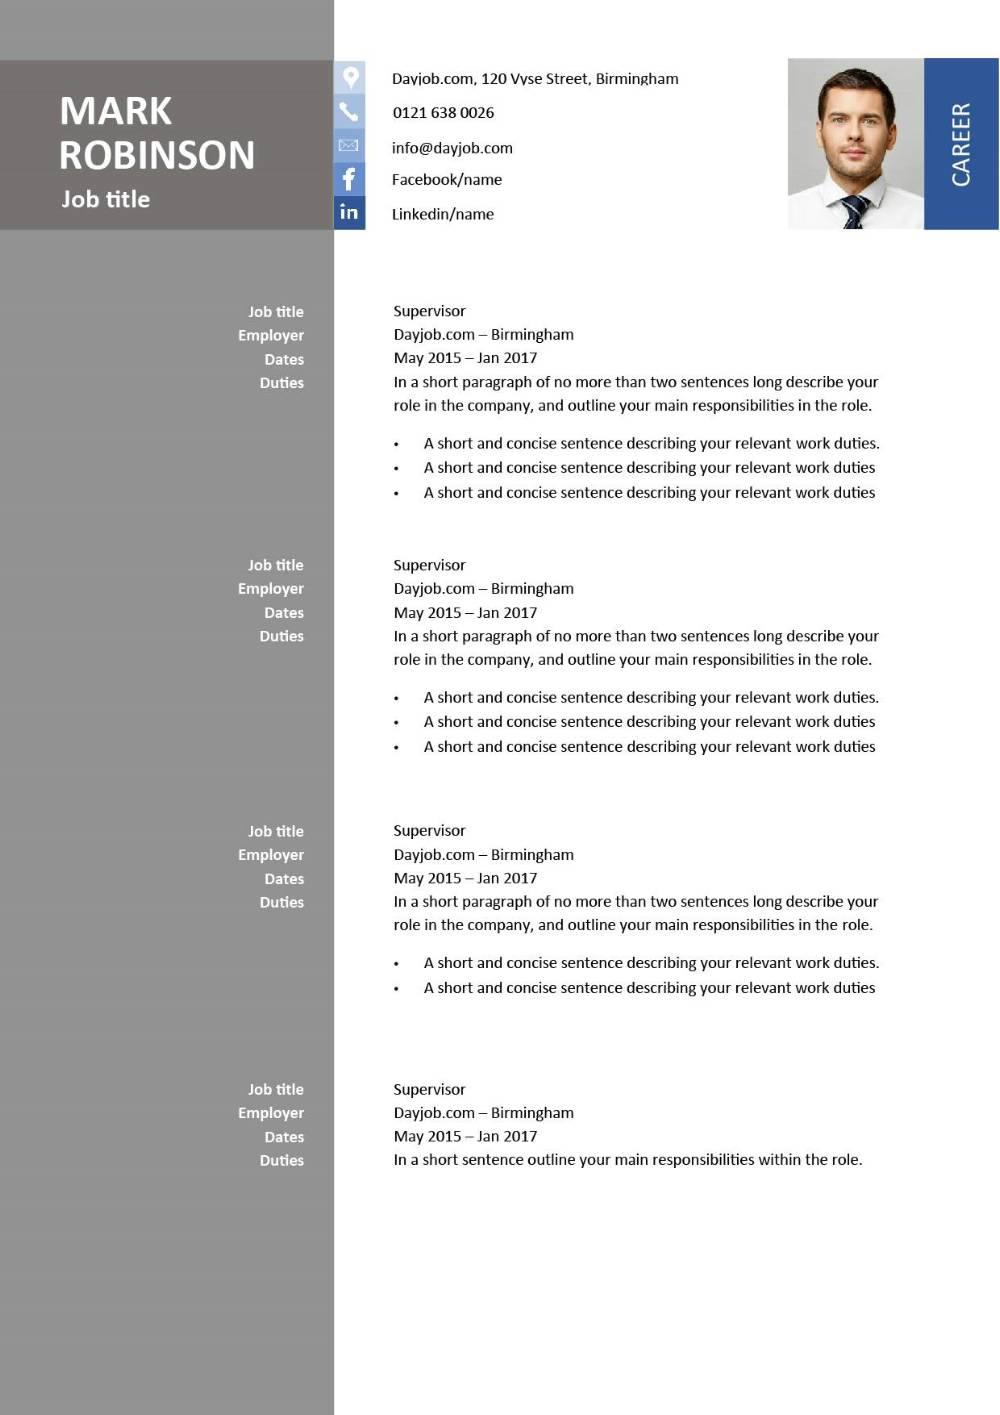 MARK
ROBINSON
Job title
Dayjob.com, 120 Vyse Street, Birmingham
0121 638 0026
info@dayjob.com
Facebook/name
Linkedin/name
CAREER
Job title Supervisor
Employer Dayjob.com – Birmingham
Dates May 2015 – Jan 2017
Duties In a short paragraph of no more than two sentences long describe your
role in the company, and outline your main responsibilities in the role.
• A short and concise sentence describing your relevant work duties.
• A short and concise sentence describing your relevant work duties
• A short and concise sentence describing your relevant work duties
Job title Supervisor
Employer Dayjob.com – Birmingham
Dates May 2015 – Jan 2017
Duties In a short paragraph of no more than two sentences long describe your
role in the company, and outline your main responsibilities in the role.
• A short and concise sentence describing your relevant work duties.
• A short and concise sentence describing your relevant work duties
• A short and concise sentence describing your relevant work duties
Job title Supervisor
Employer Dayjob.com – Birmingham
Dates May 2015 – Jan 2017
Duties In a short paragraph of no more than two sentences long describe your
role in the company, and outline your main responsibilities in the role.
• A short and concise sentence describing your relevant work duties.
• A short and concise sentence describing your relevant work duties
Job title Supervisor
Employer Dayjob.com – Birmingham
Dates May 2015 – Jan 2017
Duties In a short sentence outline your main responsibilities within the role.